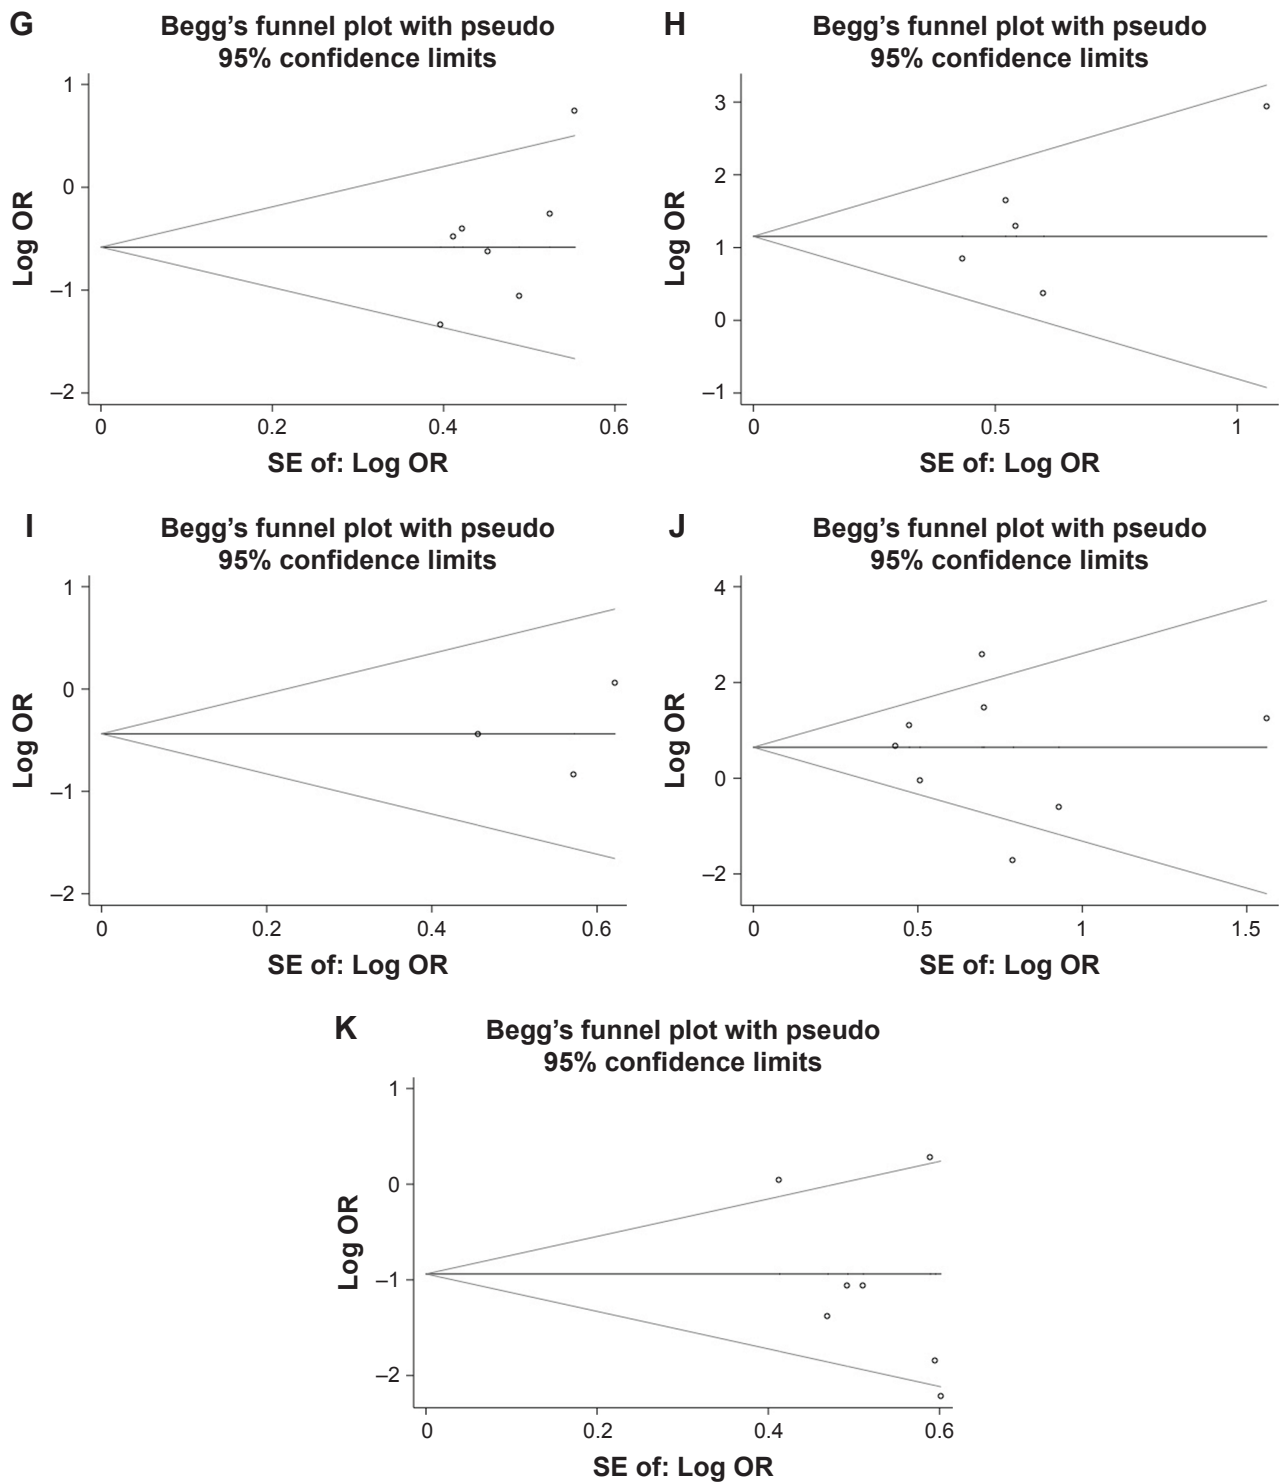 G
Begg’s funnel plot with pseudo
95% confidence limits
1
0
–1
–2
Log OR
0 0.2 0.4 0.6
SE of: Log OR
H
Begg’s funnel plot with pseudo
95% confidence limits
3
2
1
0
–1
Log OR
0 0.5 1
SE of: Log OR
I
Begg’s funnel plot with pseudo
95% confidence limits
1
0
–1
–2
Log OR
0 0.2 0.4 0.6
SE of: Log OR
J
Begg’s funnel plot with pseudo
95% confidence limits
4
2
0
–2
Log OR
0 0.5 1 1.5
SE of: Log OR
K
Begg’s funnel plot with pseudo
95% confidence limits
1
0
–1
–2
Log OR
0 0.2 0.4 0.6
SE of: Log OR